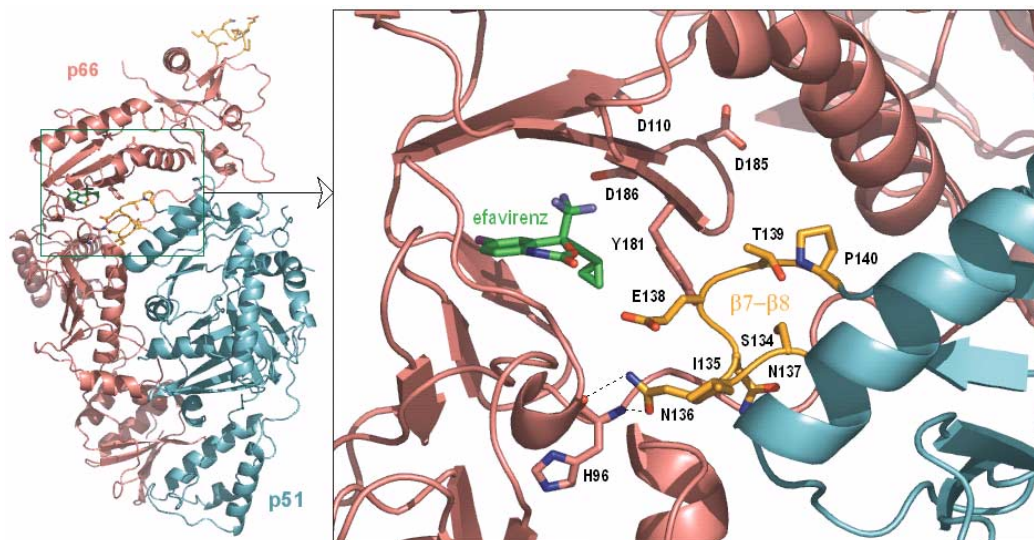 p66
p51
D110
D185
D186
efavirenz
Y181
T139
P140
E138
β7–β8
S134
I135
N137
N136
H96